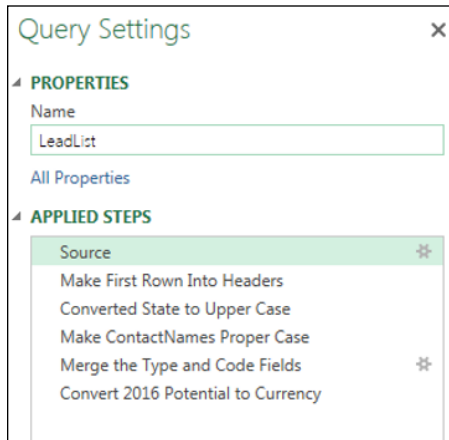 Query Settings
PROPERTIES
Name
LeadList
All Properties
APPLIED STEPS
Source
Make First Rown Into Headers
Converted State to Upper Case
Make ContactNames Proper Case
Merge the Type and Code Fields
Convert 2016 Potential to Currency